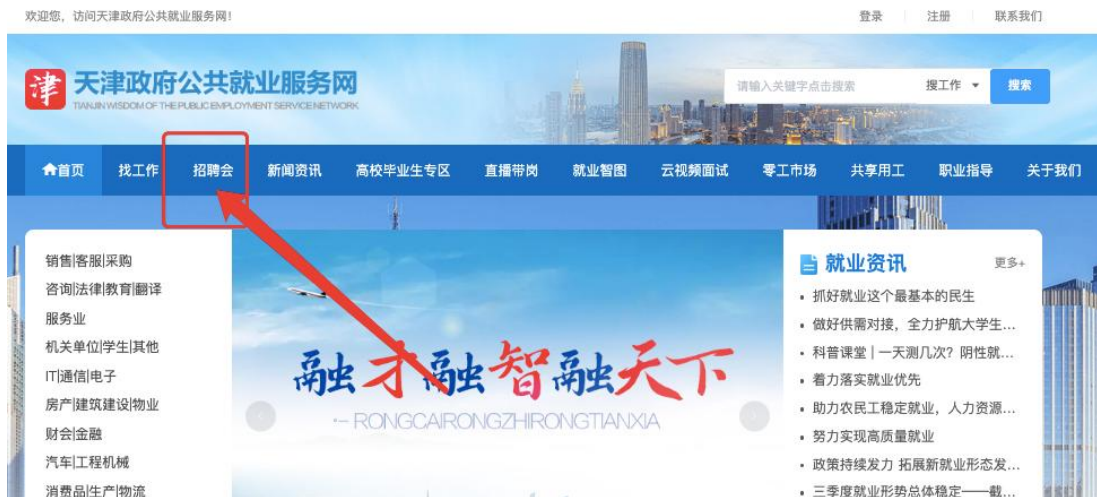 欢迎您，访问天津政府公共就业服务网!
登录 注册 联系我们
津 天津政府公共就业服务网
TIANJIN WISDOM OF THE PUBLIC EMPLOYMENT SERVICE NETWORK
请输入关键字点击搜索 搜工作 搜索
首页 找工作 招聘会 新闻资讯 高校毕业生专区 直播带岗 就业智图 云视频面试 零工市场 共享用工 职业指导 关于我们
销售|客服|采购
咨询|法律|教育|翻译
服务业
机关单位|学生|其他
IT|通信|电子
房产|建筑建设|物业
财会|金融
汽车|工程机械
消费品|生产|物流
融才融智融天下
RONGCAIRONGZHIRONGTIANXIA
就业资讯 更多+
抓好就业这个最基本的民生
做好供需对接，全力护航大学生...
科普课堂 | 一天测几次？阴性就...
着力落实就业优先
助力农民工稳定就业，人力资源...
努力实现高质量就业
政策持续发力 拓展新就业形态发...
三季度就业形势总体稳定——截...